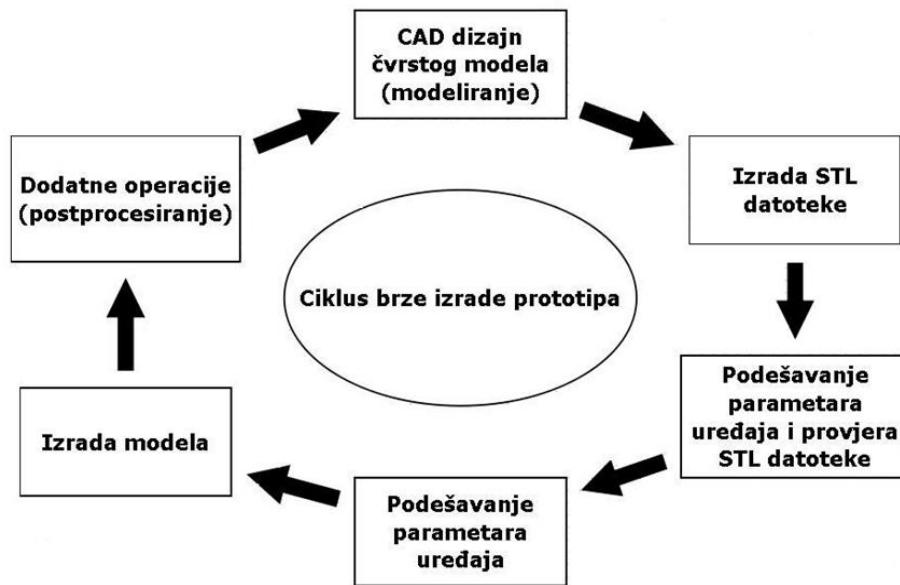 CAD dizajn
čvrstog modela
(modeliranje)
Izrada STL
datoteke
Podešavanje
parametara
uređaja i provjera
STL datoteke
Podešavanje
parametara
uređaja
Izrada modela
Dodatne operacije
(postprocesiranje)
Ciklus brze izrade prototipa